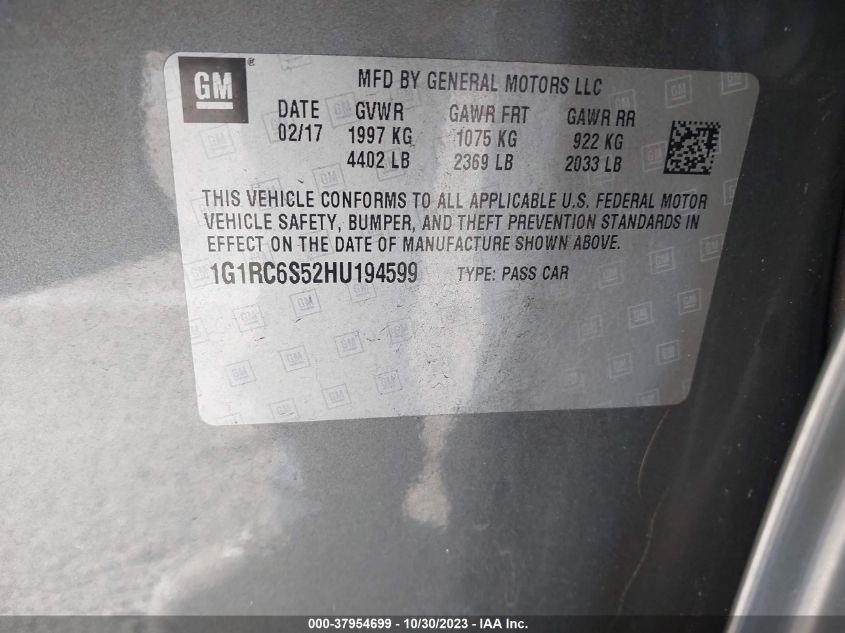 GM ®
MFD BY GENERAL MOTORS LLC
DATE GVWR GAWR FRT GAWR RR
02/17 1997 KG 1075 KG 922 KG
4402 LB 2369 LB 2033 LB
THIS VEHICLE CONFORMS TO ALL APPLICABLE U.S. FEDERAL MOTOR
VEHICLE SAFETY, BUMPER, AND THEFT PREVENTION STANDARDS IN
EFFECT ON THE DATE OF MANUFACTURE SHOWN ABOVE.
1G1RC6S52HU194599 TYPE: PASS CAR
000-37954699 - 10/30/2023 - IAA Inc.